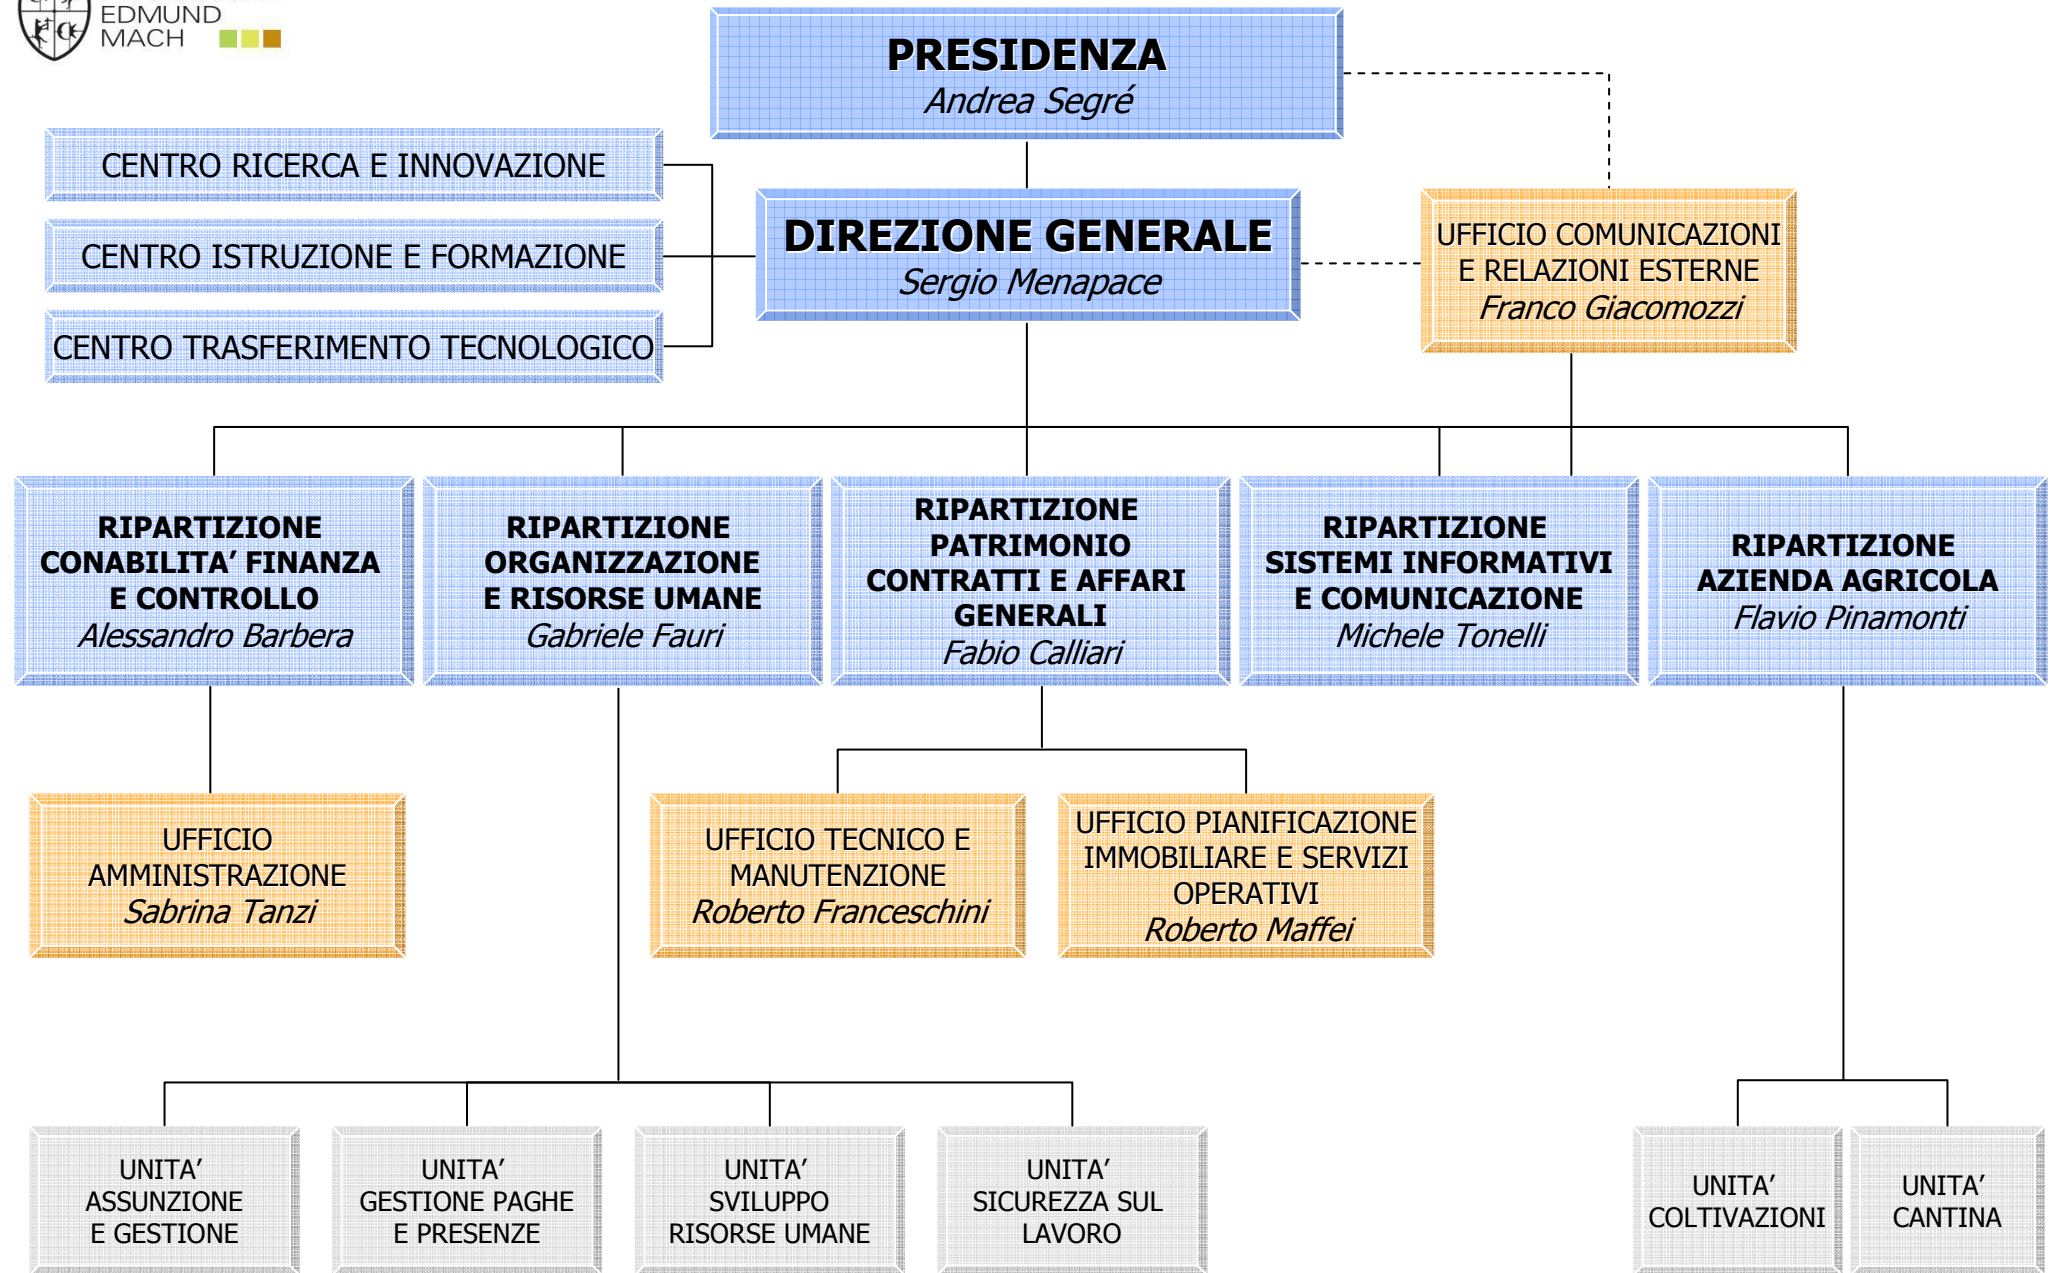 EDMUND
MACH
PRESIDENZA
Andrea Segré
CENTRO RICERCA E INNOVAZIONE
CENTRO ISTRUZIONE E FORMAZIONE
CENTRO TRASFERIMENTO TECNOLOGICO
DIREZIONE GENERALE
Sergio Menapace
UFFICIO COMUNICAZIONI
E RELAZIONI ESTERNE
Franco Giacomozzi
RIPARTIZIONE
CONABILITA’ FINANZA
E CONTROLLO
Alessandro Barbera
RIPARTIZIONE
ORGANIZZAZIONE
E RISORSE UMANE
Gabriele Fauri
RIPARTIZIONE
PATRIMONIO
CONTRATTI E AFFARI
GENERALI
Fabio Calliari
RIPARTIZIONE
SISTEMI INFORMATIVI
E COMUNICAZIONE
Michele Tonelli
RIPARTIZIONE
AZIENDA AGRICOLA
Flavio Pinamonti
UFFICIO
AMMINISTRAZIONE
Sabrina Tanzi
UFFICIO TECNICO E
MANUTENZIONE
Roberto Franceschini
UFFICIO PIANIFICAZIONE
IMMOBILIARE E SERVIZI
OPERATIVI
Roberto Maffei
UNITA’
ASSUNZIONE
E GESTIONE
UNITA’
GESTIONE PAGHE
E PRESENZE
UNITA’
SVILUPPO
RISORSE UMANE
UNITA’
SICUREZZA SUL
LAVORO
UNITA’
COLTIVAZIONI
UNITA’
CANTINA